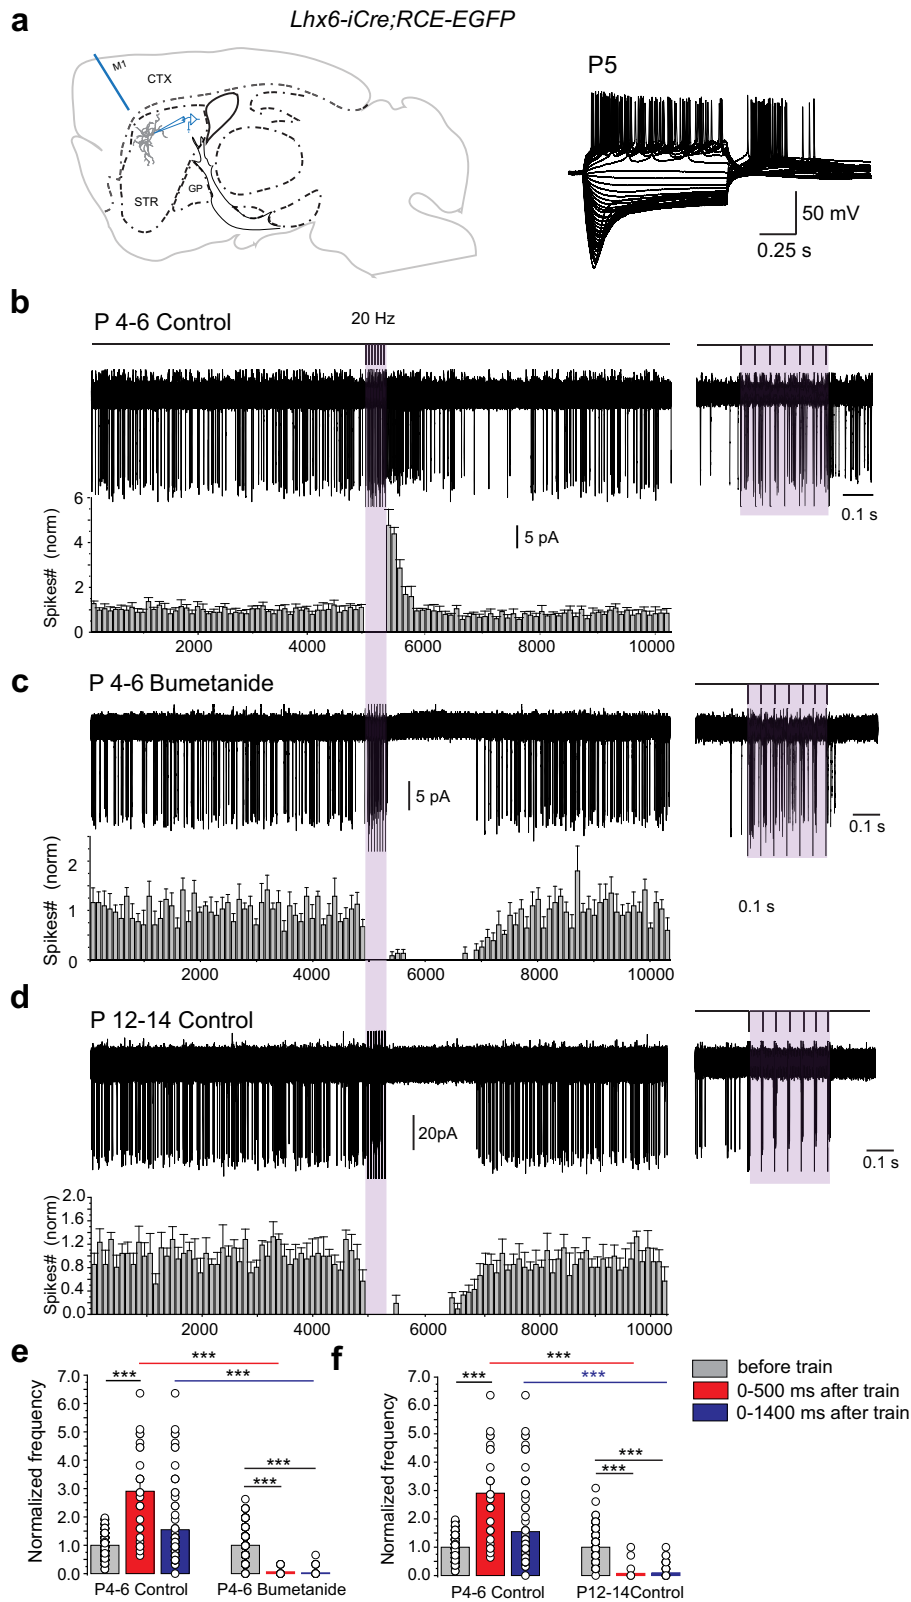 a
Lhx6-iCre;RCE-EGFP
M1
CTX
STR
GP
P5
50 mV
0.25 s
b
P 4-6 Control
20 Hz
0.1 s
5 pA
Spikes# (norm)
6
4
2
0
2000 4000 6000 8000 10000
c
P 4-6 Bumetanide
5 pA
0.1 s
0.1 s
Spikes# (norm)
2
1
0
2000 4000 6000 8000 10000
d
P 12-14 Control
20pA
0.1 s
Spikes# (norm)
2.0
1.6
1.2
0.8
0.4
0.0
2000 4000 6000 8000 10000
e
Normalized frequency
7.0
6.0
5.0
4.0
3.0
2.0
1.0
0.0
***
***
***
***
***
P4-6 Control P4-6 Bumetanide
f
Normalized frequency
7.0
6.0
5.0
4.0
3.0
2.0
1.0
0.0
***
***
***
***
***
P4-6 Control P12-14Control
before train
0-500 ms after train
0-1400 ms after train